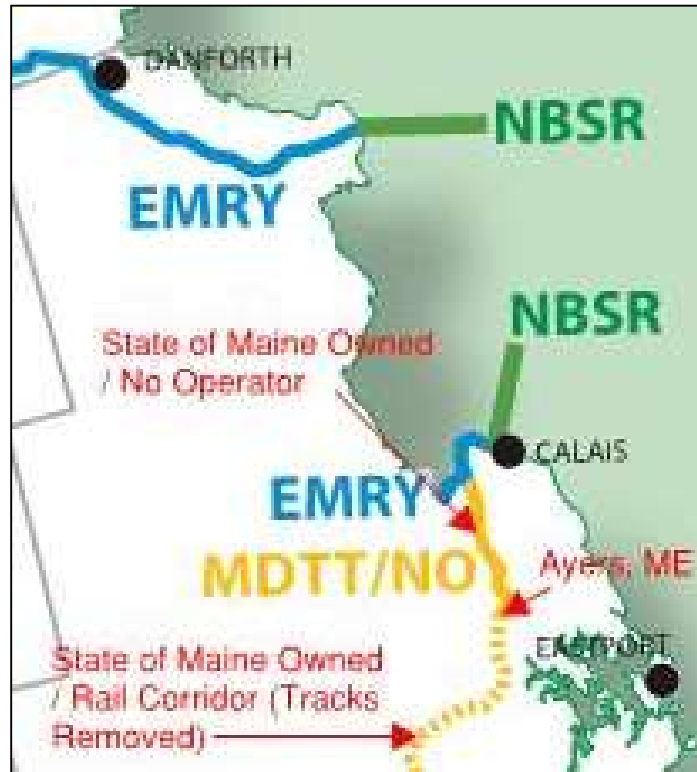 DANFORTH
NBSR
EMRY
NBSR
State of Maine Owned
/ No Operator
CALAIS
EMRY
MDTT/NO
Ayers, ME
EASTPORT
State of Maine Owned
/ Rail Corridor (Tracks
Removed)